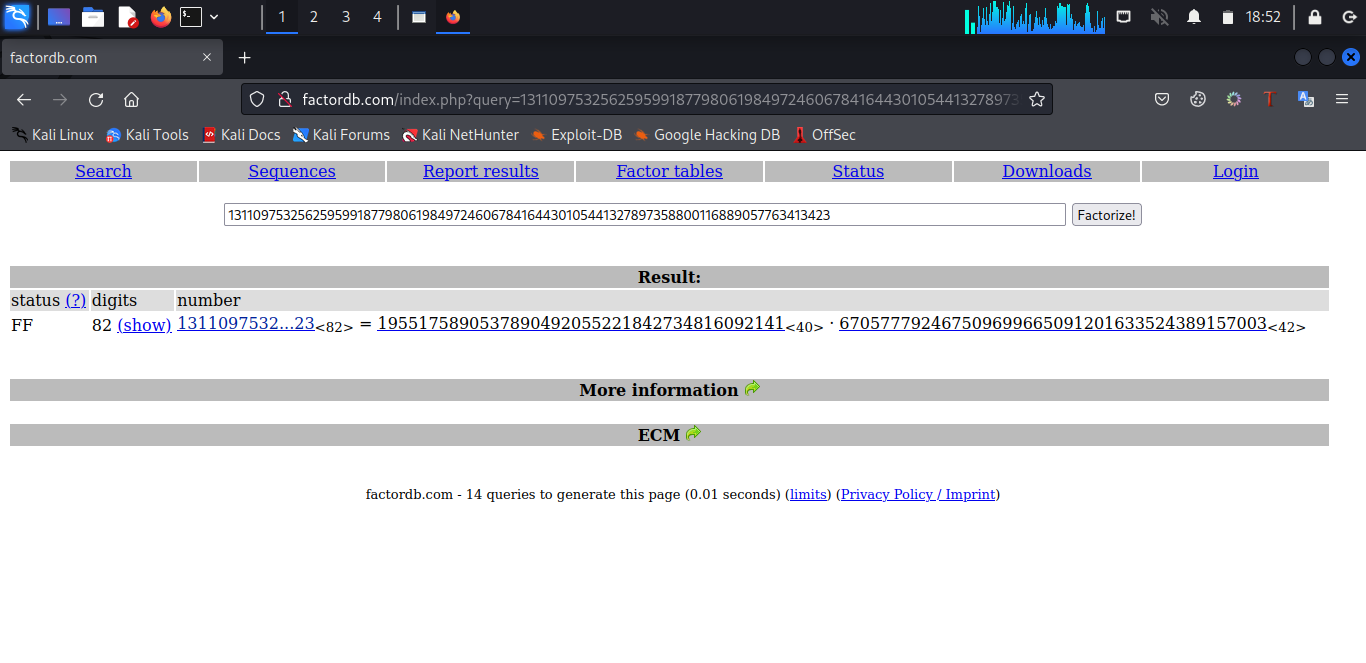 1 2 3 4 18:52
factordb.com
factordb.com/index.php?query=13110975325625959918779806198497246067841644301054413278973
Kali Linux Kali Tools Kali Docs Kali Forums Kali NetHunter Exploit-DB Google Hacking DB OffSec
Search Sequences Report results Factor tables Status Downloads Login
1311097532562595991877980619849724606784164430105441327897358800116889057763413423 Factorize!
Result:
status (?) digits number
FF 82 (show) 1311097532...23<82> = 1955175890537890492055221842734816092141<40> · 670577792467509699665091201633524389157003<42>
More information
ECM
factordb.com - 14 queries to generate this page (0.01 seconds) (limits) (Privacy Policy / Imprint)